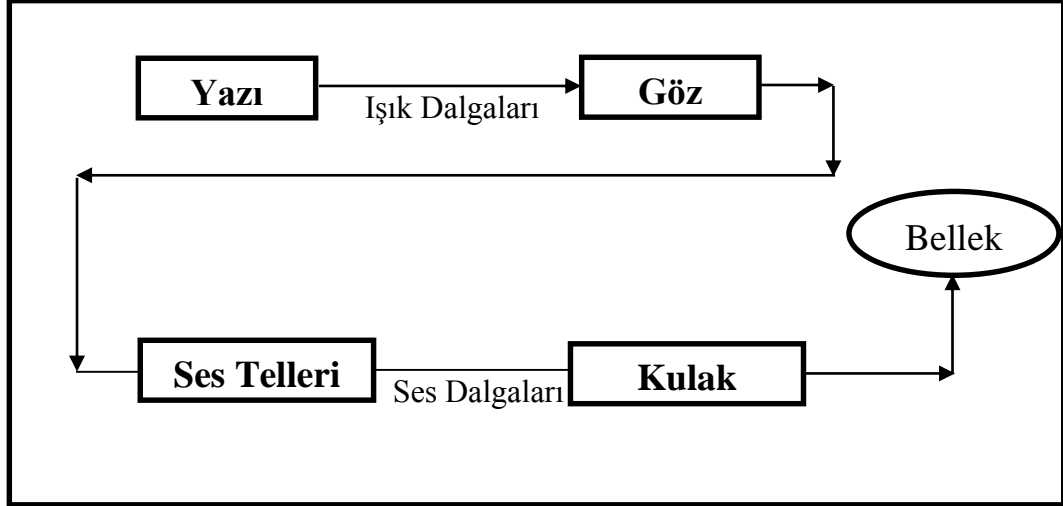 Yazı
Işık Dalgaları
Göz
Bellek
Ses Telleri
Ses Dalgaları
Kulak